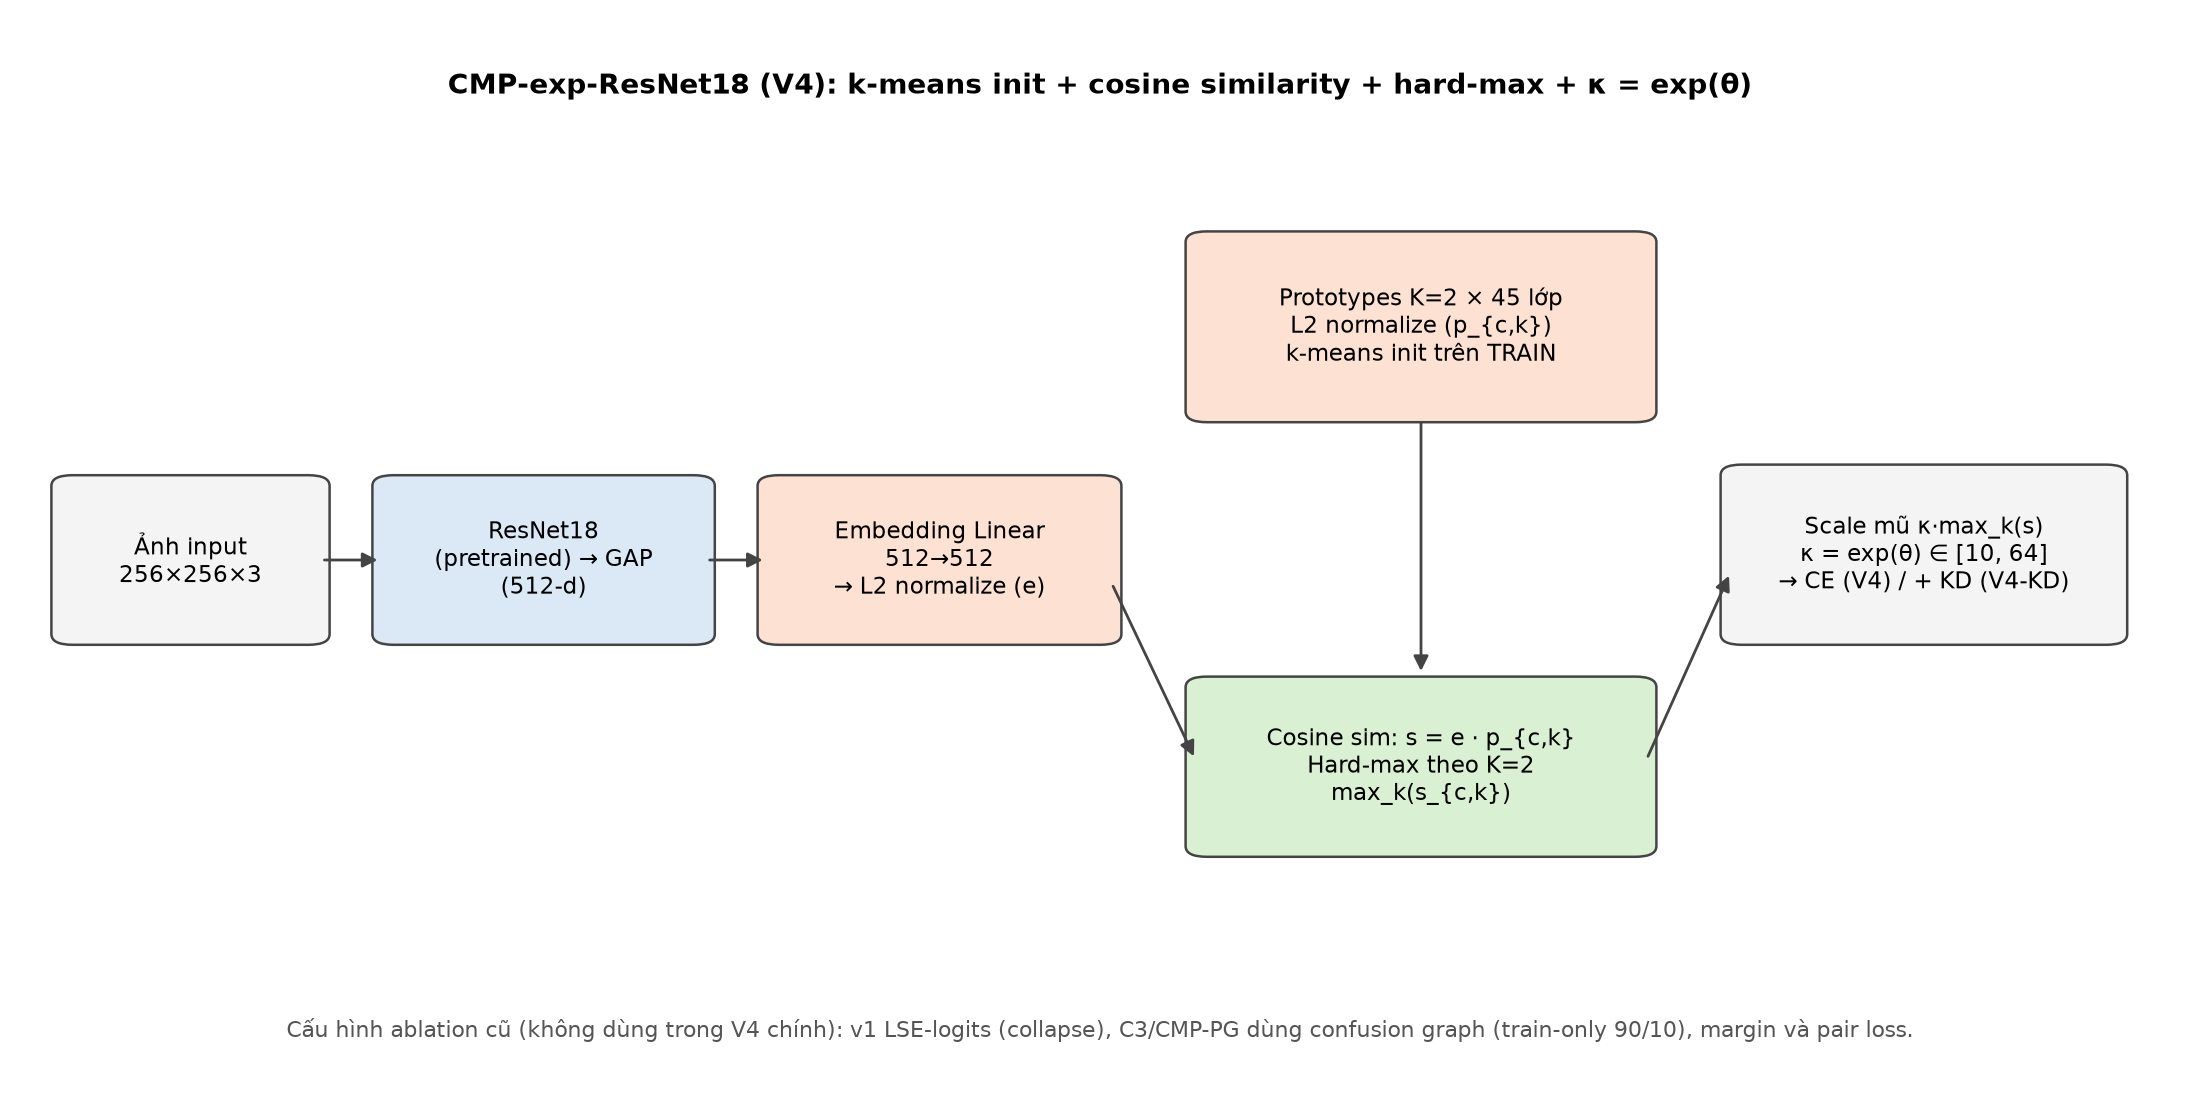 CMP-exp-ResNet18 (V4): k-means init + cosine similarity + hard-max + κ = exp(θ)
Prototypes K=2 × 45 lớp
L2 normalize (p_{c,k})
k-means init trên TRAIN
Ảnh input
256×256×3
ResNet18
(pretrained) → GAP
(512-d)
Embedding Linear
512→512
→ L2 normalize (e)
Scale mũ κ·max_k(s)
κ = exp(θ) ∈ [10, 64]
→ CE (V4) / + KD (V4-KD)
Cosine sim: s = e · p_{c,k}
Hard-max theo K=2
max_k(s_{c,k})
Cấu hình ablation cũ (không dùng trong V4 chính): v1 LSE-logits (collapse), C3/CMP-PG dùng confusion graph (train-only 90/10), margin và pair loss.